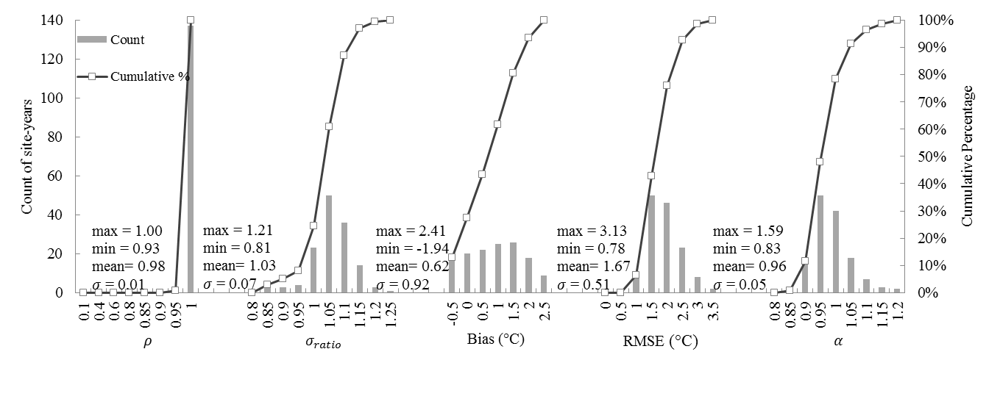 140
120
100
80
60
40
20
0
Count of site-years
Count
Cumulative %
max = 1.00
min = 0.93
mean= 0.98
σ = 0.01
max = 1.21
min = 0.81
mean= 1.03
σ = 0.07
max = 2.41
min = -1.94
mean= 0.62
σ = 0.92
max = 3.13
min = 0.78
mean= 1.67
σ = 0.51
max = 1.59
min = 0.83
mean= 0.96
σ = 0.05
100%
90%
80%
70%
60%
50%
40%
30%
20%
10%
0%
Cumulative Percentage
0.1
0.4
0.6
0.8
0.85
0.9
0.95
1
0.8
0.85
0.9
0.95
1
1.05
1.1
1.15
1.2
1.25
-0.5
0
0.5
1
1.5
2
2.5
0
0.5
1
1.5
2
2.5
3
3.5
0.8
0.85
0.9
0.95
1
1.05
1.1
1.15
1.2
ρ
σratio
Bias (°C)
RMSE (°C)
α